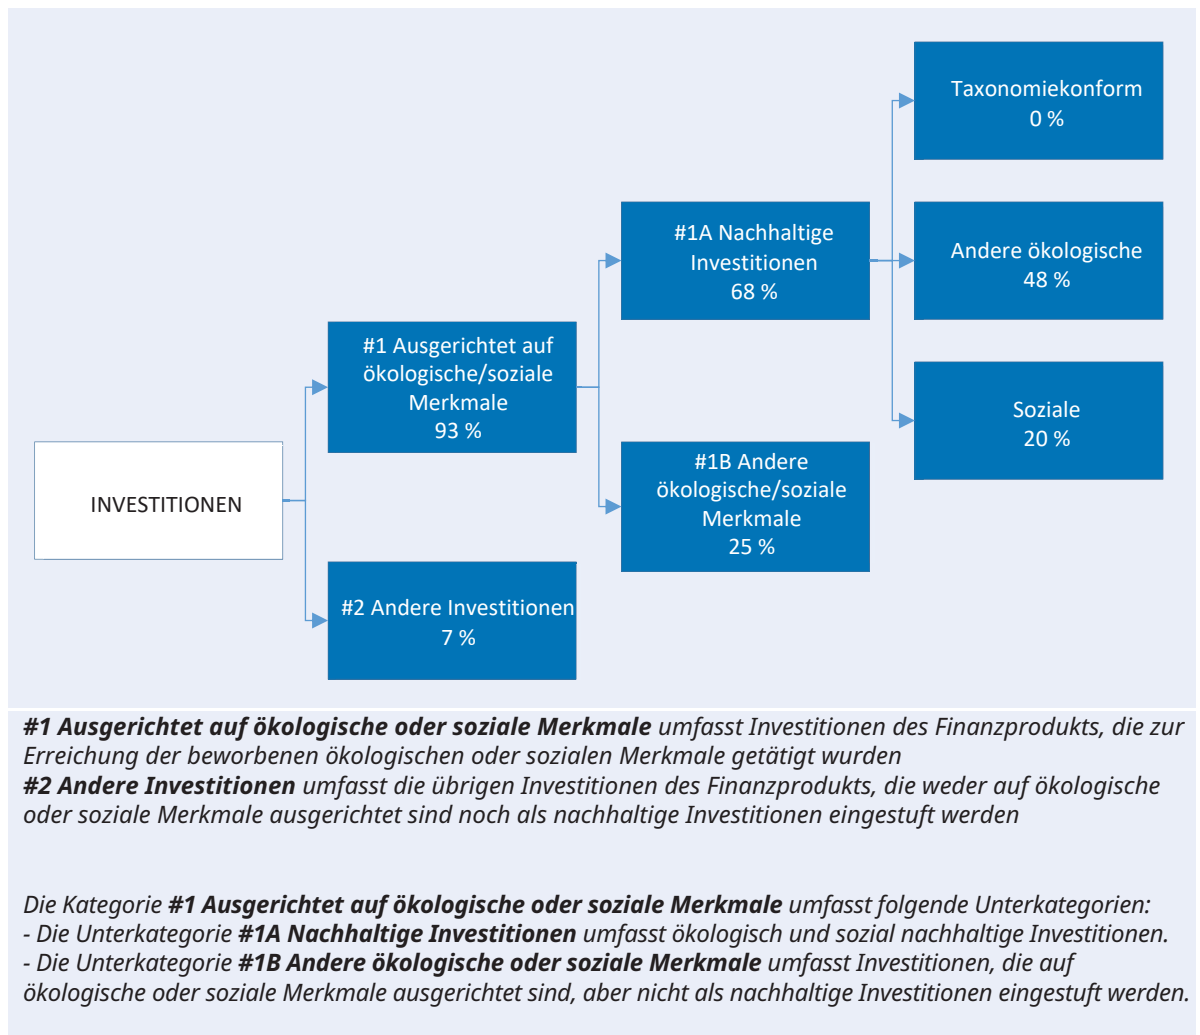 Taxonomiekonform
0 %
#1A Nachhaltige
Investitionen
68 %
Andere ökologische
48 %
#1 Ausgerichtet auf
ökologische/soziale
Merkmale
93 %
Soziale
20 %
INVESTITIONEN
#1B Andere
ökologische/soziale
Merkmale
25 %
#2 Andere Investitionen
7 %
#1 Ausgerichtet auf ökologische oder soziale Merkmale umfasst Investitionen des Finanzprodukts, die zur
Erreichung der beworbenen ökologischen oder sozialen Merkmale getätigt wurden
#2 Andere Investitionen umfasst die übrigen Investitionen des Finanzprodukts, die weder auf ökologische
oder soziale Merkmale ausgerichtet sind noch als nachhaltige Investitionen eingestuft werden
Die Kategorie #1 Ausgerichtet auf ökologische oder soziale Merkmale umfasst folgende Unterkategorien:
- Die Unterkategorie #1A Nachhaltige Investitionen umfasst ökologisch und sozial nachhaltige Investitionen.
- Die Unterkategorie #1B Andere ökologische oder soziale Merkmale umfasst Investitionen, die auf
ökologische oder soziale Merkmale ausgerichtet sind, aber nicht als nachhaltige Investitionen eingestuft werden.